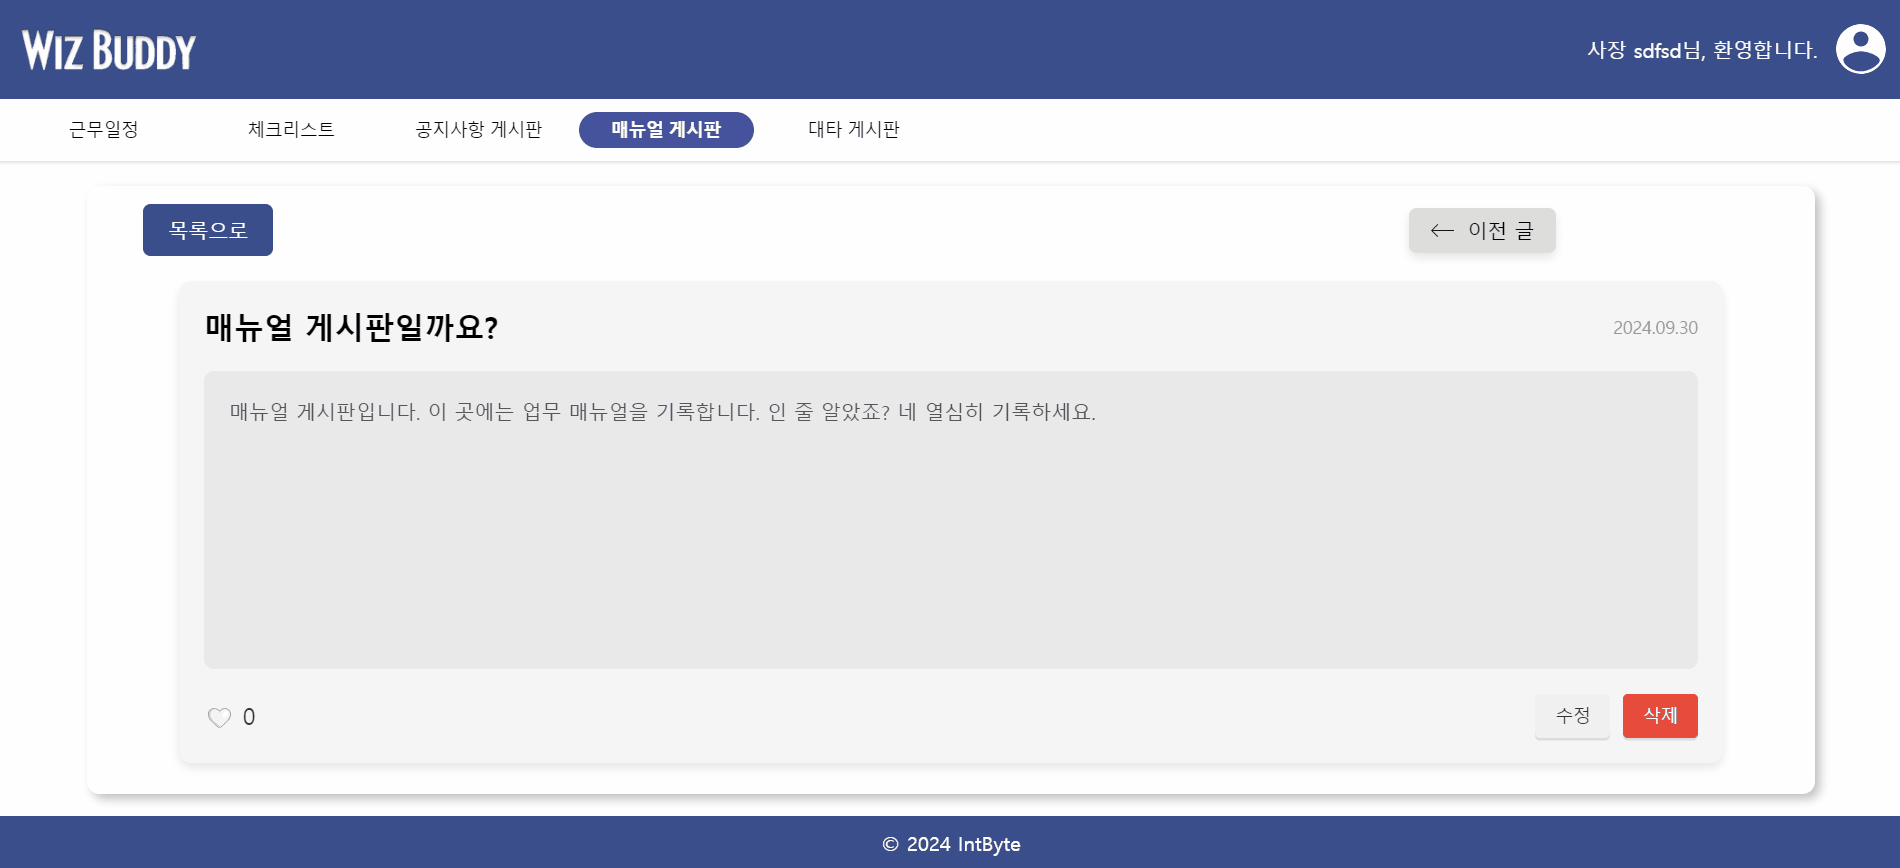 WIZ BUDDY
사장 sdfsd님, 환영합니다.
근무일정
체크리스트
공지사항 게시판
매뉴얼 게시판
대타 게시판
목록으로
← 이전 글
매뉴얼 게시판일까요?
2024.09.30
매뉴얼 게시판입니다. 이 곳에는 업무 매뉴얼을 기록합니다. 인 줄 알았죠? 네 열심히 기록하세요.
0
수정
삭제
© 2024 IntByte